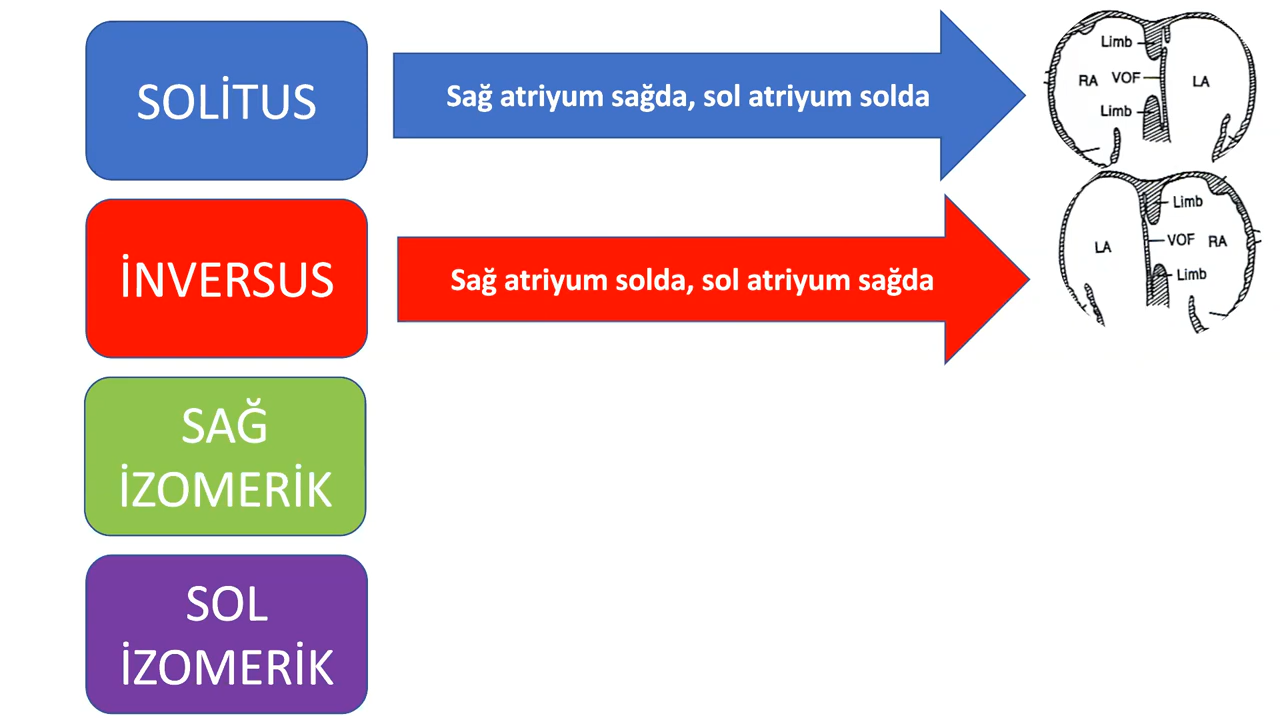 SOLİTUS
Sağ atriyum sağda, sol atriyum solda
Limb
RA VOF LA
Limb
İNVERSUS
Sağ atriyum solda, sol atriyum sağda
Limb
LA VOF RA
Limb
SAĞ
İZOMERİK
SOL
İZOMERİK